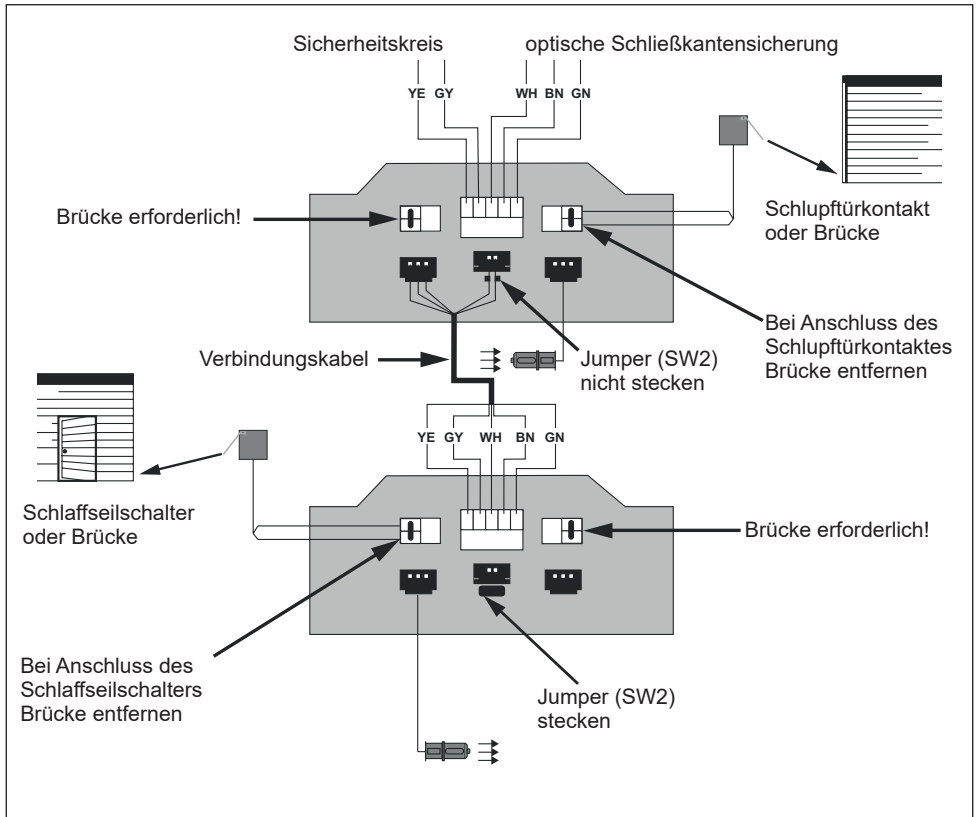 Sicherheitskreis
optische Schließkantensicherung
YE GY
WH BN GN
Brücke erforderlich!
Schlupftürkontakt
oder Brücke
Bei Anschluss des
Schlupftürkontaktes
Brücke entfernen
Verbindungskabel
Jumper (SW2)
nicht stecken
YE GY WH BN GN
Schlaffseilschalter
oder Brücke
Brücke erforderlich!
Bei Anschluss des
Schlaffseilschalters
Brücke entfernen
Jumper (SW2)
stecken